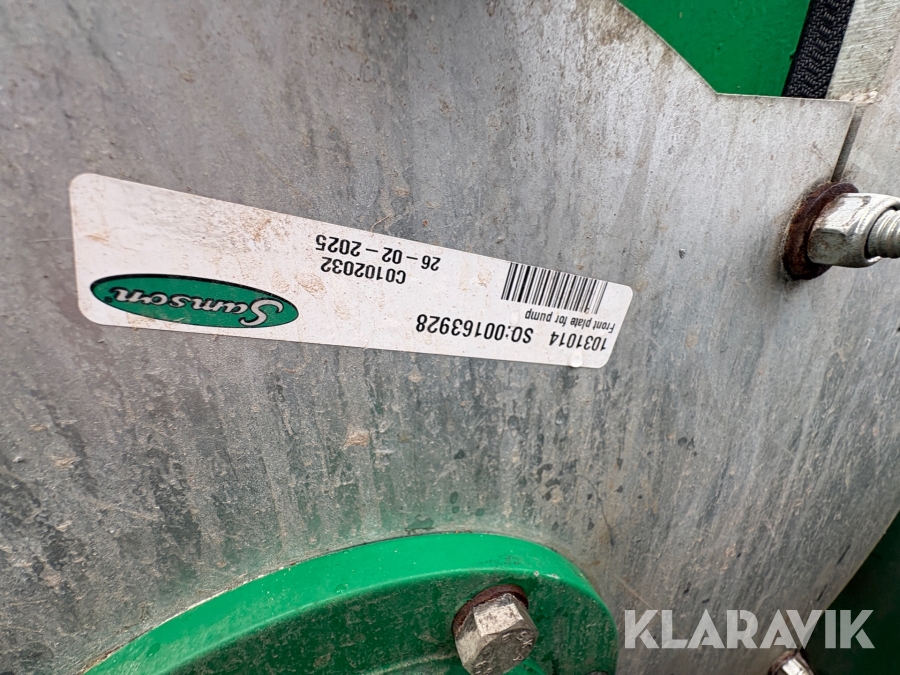 1031014 SO:00163928
Front plate for pump
C0102032
26-02-2025
Samson
KLARAVIK